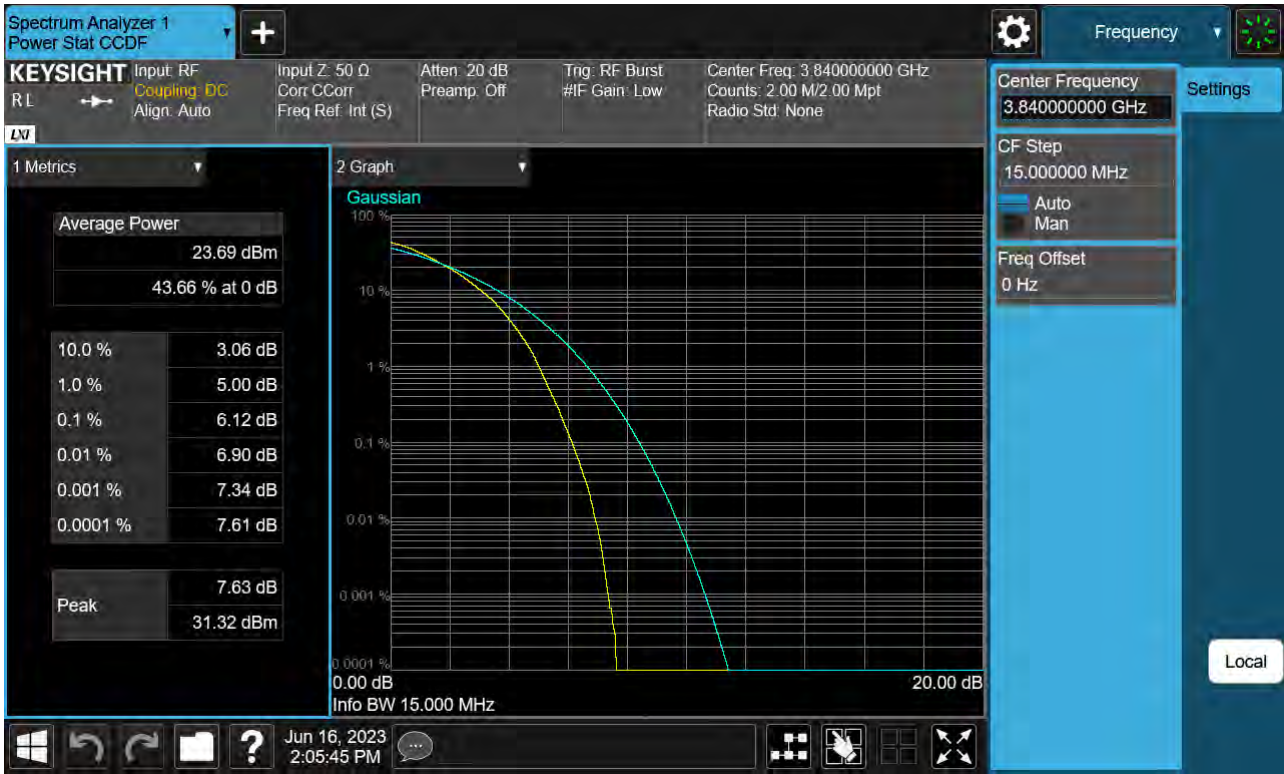 Spectrum Analyzer 1
Power Stat CCDF
+
Frequency
KEYSIGHT
RL
LXI
Input: RF
Coupling: DC
Align: Auto
Input Z: 50 Ω
Corr CCorr
Freq Ref: Int (S)
Atten: 20 dB
Preamp: Off
Trig: RF Burst
#IF Gain: Low
Center Freq: 3.840000000 GHz
Counts: 2.00 M/2.00 Mpt
Radio Std: None
Center Frequency
3.840000000 GHz
Settings
CF Step
15.000000 MHz
Auto
Man
Freq Offset
0 Hz
1 Metrics
Average Power
23.69 dBm
43.66 % at 0 dB
10.0 % 3.06 dB
1.0 % 5.00 dB
0.1 % 6.12 dB
0.01 % 6.90 dB
0.001 % 7.34 dB
0.0001 % 7.61 dB
Peak
7.63 dB
31.32 dBm
2 Graph
Gaussian
100 %
10 %
1 %
0.1 %
0.01 %
0.001 %
0.0001 %
0.00 dB 20.00 dB
Info BW 15.000 MHz
Local
?
Jun 16, 2023
2:05:45 PM